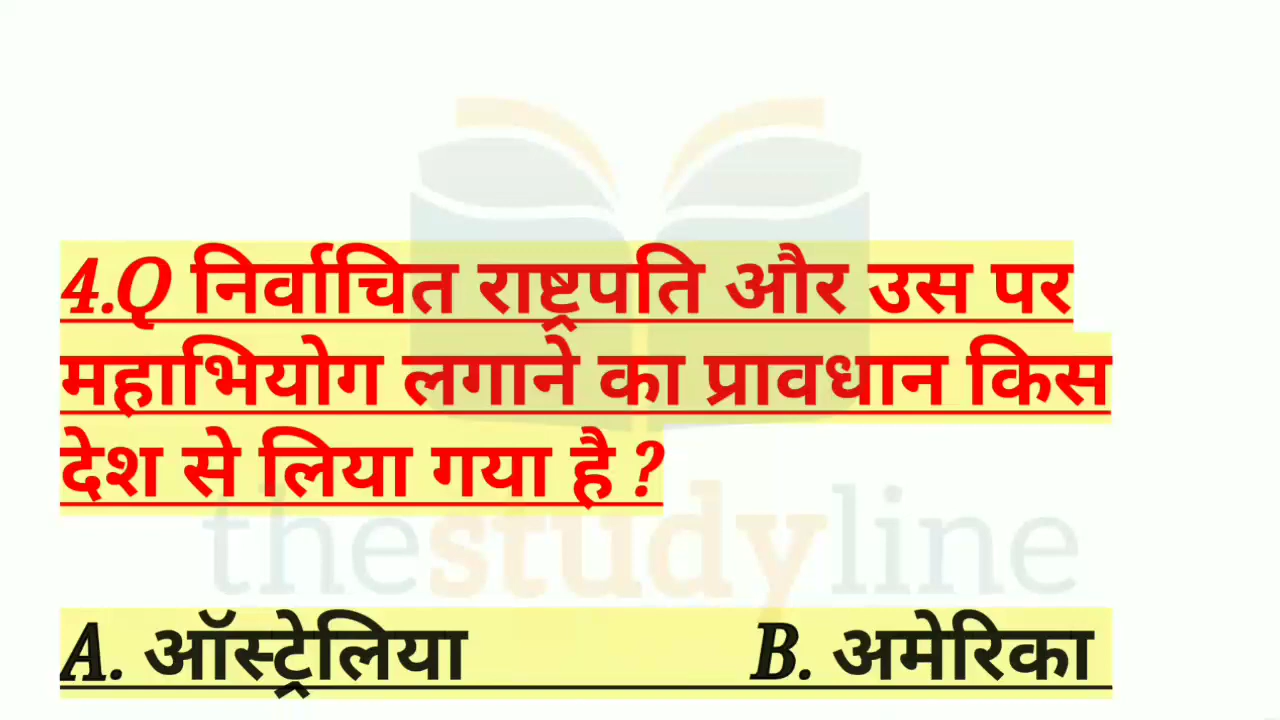 4.Q निर्वाचित राष्ट्रपति और उस पर
महाभियोग लगाने का प्रावधान किस
देश से लिया गया है ?
thestudyline
A. ऑस्ट्रेलिया B. अमेरिका